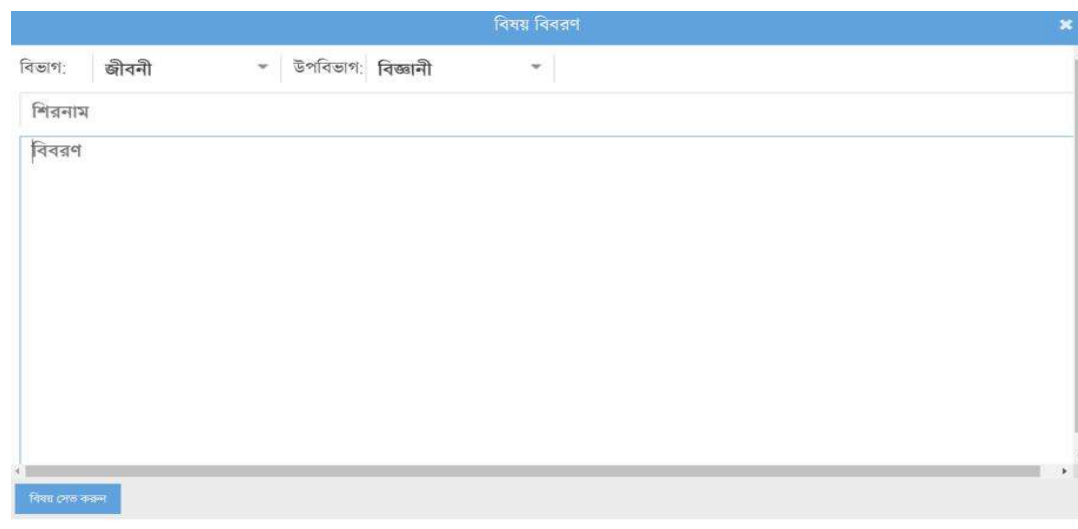 বিষয় বিবরণ
বিভাগ: জীবনী উপবিভাগ: বিজ্ঞানী
শিরনাম
বিবরণ
বিষয় সেভ করুন